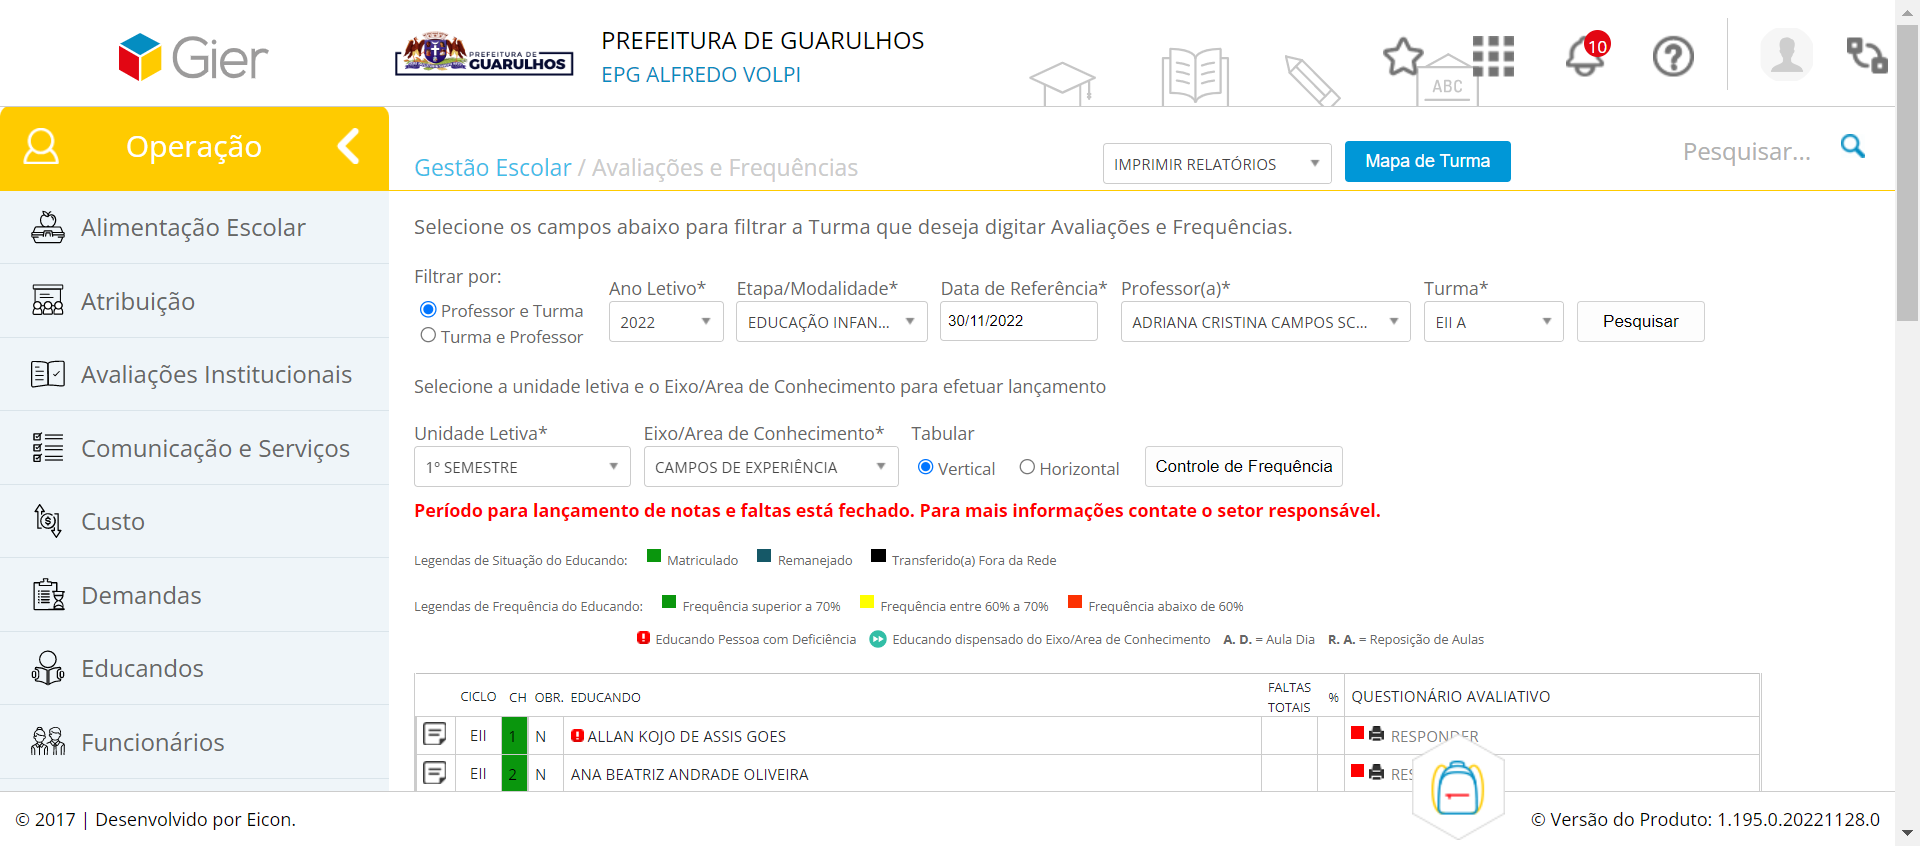 Gier
PREFEITURA DE
GUARULHOS
PREFEITURA DE GUARULHOS
EPG ALFREDO VOLPI
ABC
10
Operação
Gestão Escolar / Avaliações e Frequências
IMPRIMIR RELATÓRIOS
Mapa de Turma
Pesquisar...
Alimentação Escolar
Atribuição
Avaliações Institucionais
Comunicação e Serviços
Custo
Demandas
Educandos
Funcionários
Selecione os campos abaixo para filtrar a Turma que deseja digitar Avaliações e Frequências.
Filtrar por:
Professor e Turma
Turma e Professor
Ano Letivo* Etapa/Modalidade* Data de Referência* Professor(a)* Turma*
2022 EDUCAÇÃO INFAN... 30/11/2022 ADRIANA CRISTINA CAMPOS SC... EII A Pesquisar
Selecione a unidade letiva e o Eixo/Area de Conhecimento para efetuar lançamento
Unidade Letiva* Eixo/Area de Conhecimento* Tabular
1º SEMESTRE CAMPOS DE EXPERIÊNCIA Vertical Horizontal Controle de Frequência
Período para lançamento de notas e faltas está fechado. Para mais informações contate o setor responsável.
Legendas de Situação do Educando: Matriculado Remanejado Transferido(a) Fora da Rede
Legendas de Frequência do Educando: Frequência superior a 70% Frequência entre 60% a 70% Frequência abaixo de 60%
Educando Pessoa com Deficiência Educando dispensado do Eixo/Area de Conhecimento A. D. = Aula Dia R. A. = Reposição de Aulas
CICLO CH OBR. EDUCANDO FALTAS TOTAIS % QUESTIONÁRIO AVALIATIVO
EII 1 N ALLAN KOJO DE ASSIS GOES RESPONDER
EII 2 N ANA BEATRIZ ANDRADE OLIVEIRA
© 2017 | Desenvolvido por Eicon.
© Versão do Produto: 1.195.0.20221128.0